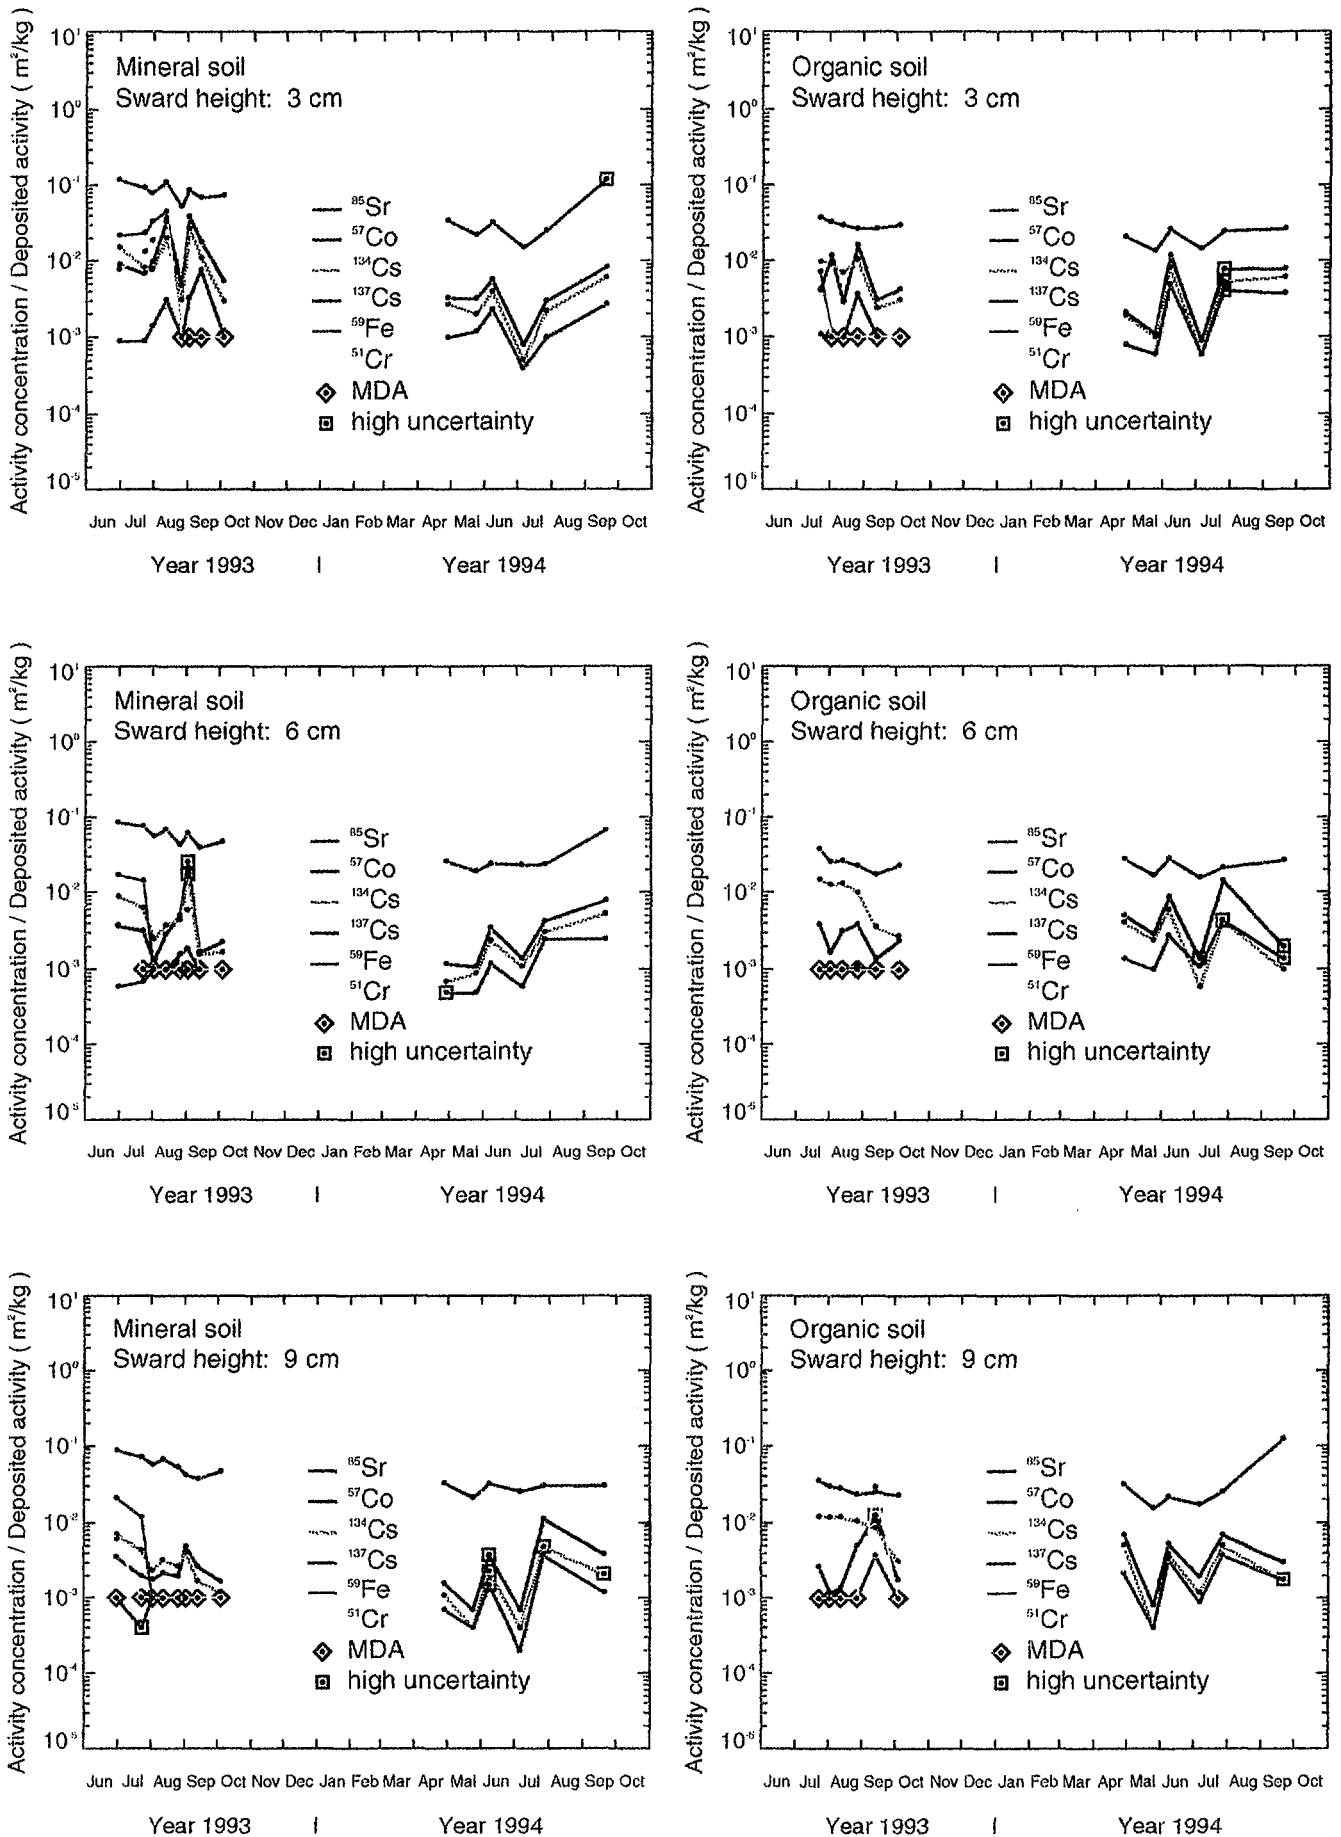 Activity concentration / Deposited activity ( m²/kg )
10¹
10⁰
10⁻¹
10⁻²
10⁻³
10⁻⁴
10⁻⁵
Mineral soil
Sward height: 3 cm
⁸⁵Sr
⁵⁷Co
¹³⁴Cs
¹³⁷Cs
⁵⁹Fe
⁵¹Cr
MDA
high uncertainty
Jun Jul Aug Sep Oct Nov Dec Jan Feb Mar Apr Mai Jun Jul Aug Sep Oct
Year 1993 | Year 1994
Activity concentration / Deposited activity ( m²/kg )
10¹
10⁰
10⁻¹
10⁻²
10⁻³
10⁻⁴
Organic soil
Sward height: 3 cm
⁸⁵Sr
⁵⁷Co
¹³⁴Cs
¹³⁷Cs
⁵⁹Fe
⁵¹Cr
MDA
high uncertainty
Jun Jul Aug Sep Oct Nov Dec Jan Feb Mar Apr Mai Jun Jul Aug Sep Oct
Year 1993 | Year 1994
Activity concentration / Deposited activity ( m²/kg )
10¹
10⁰
10⁻¹
10⁻²
10⁻³
10⁻⁴
10⁻⁵
Mineral soil
Sward height: 6 cm
⁸⁵Sr
⁵⁷Co
¹³⁴Cs
¹³⁷Cs
⁵⁹Fe
⁵¹Cr
MDA
high uncertainty
Jun Jul Aug Sep Oct Nov Dec Jan Feb Mar Apr Mai Jun Jul Aug Sep Oct
Year 1993 | Year 1994
Activity concentration / Deposited activity ( m²/kg )
10¹
10⁰
10⁻¹
10⁻²
10⁻³
10⁻⁴
Organic soil
Sward height: 6 cm
⁸⁵Sr
⁵⁷Co
¹³⁴Cs
¹³⁷Cs
⁵⁹Fe
⁵¹Cr
MDA
high uncertainty
Jun Jul Aug Sep Oct Nov Dec Jan Feb Mar Apr Mai Jun Jul Aug Sep Oct
Year 1993 | Year 1994
Activity concentration / Deposited activity ( m²/kg )
10¹
10⁰
10⁻¹
10⁻²
10⁻³
10⁻⁴
Mineral soil
Sward height: 9 cm
⁸⁵Sr
⁵⁷Co
¹³⁴Cs
¹³⁷Cs
⁵⁹Fe
⁵¹Cr
MDA
high uncertainty
Jun Jul Aug Sep Oct Nov Dec Jan Feb Mar Apr Mai Jun Jul Aug Sep Oct
Year 1993 | Year 1994
Activity concentration / Deposited activity ( m²/kg )
10¹
10⁰
10⁻¹
10⁻²
10⁻³
10⁻⁴
Organic soil
Sward height: 9 cm
⁸⁵Sr
⁵⁷Co
¹³⁴Cs
¹³⁷Cs
⁵⁹Fe
⁵¹Cr
MDA
high uncertainty
Jun Jul Aug Sep Oct Nov Dec Jan Feb Mar Apr Mai Jun Jul Aug Sep Oct
Year 1993 | Year 1994